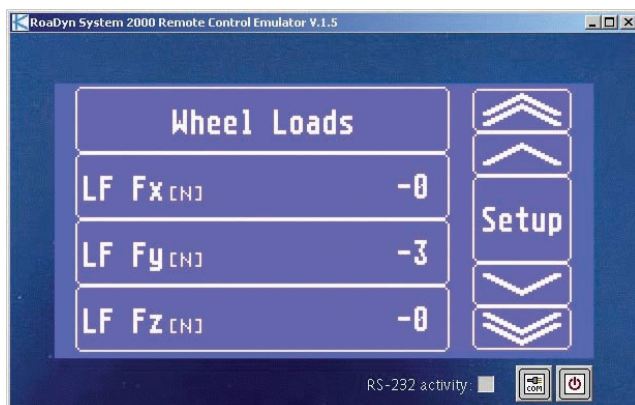 RoaDyn System 2000 Remote Control Emulator V.1.5
Wheel Loads
LF Fx [N] -0
LF Fy [N] -3
LF Fz [N] -0
Setup
RS-232 activity:
COM